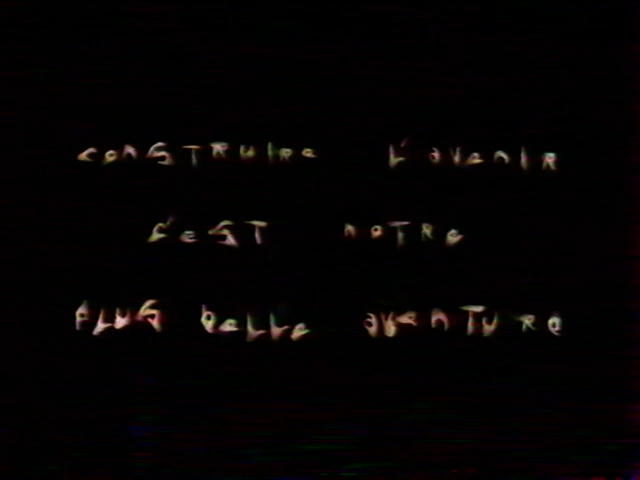 consTRuiRe L'aveniR
c'esT noTRe
PLUS beLLe avenTURe